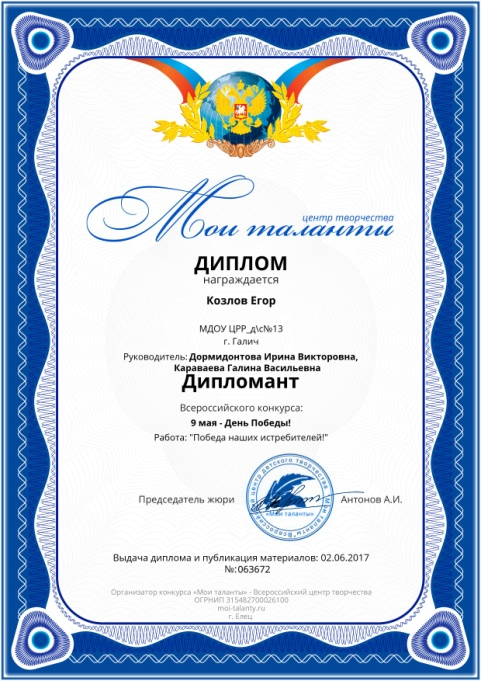 центр творчества
Мои таланты
ДИПЛОМ
награждается
Козлов Егор
МДОУ ЦРР_д\с№13
г. Галич
Руководитель: Дормидонтова Ирина Викторовна,
Караваева Галина Васильевна
Дипломант
Всероссийского конкурса:
9 мая - День Победы!
Работа: "Победа наших истребителей!"
Председатель жюри
Антонов А.И.
«Мои таланты»
Выдача диплома и публикация материалов: 02.06.2017
№:063672
Организатор конкурса «Мои таланты» - Всероссийский центр творчества
ОГРНИП 315482700026100
moi-talanty.ru
г. Елец